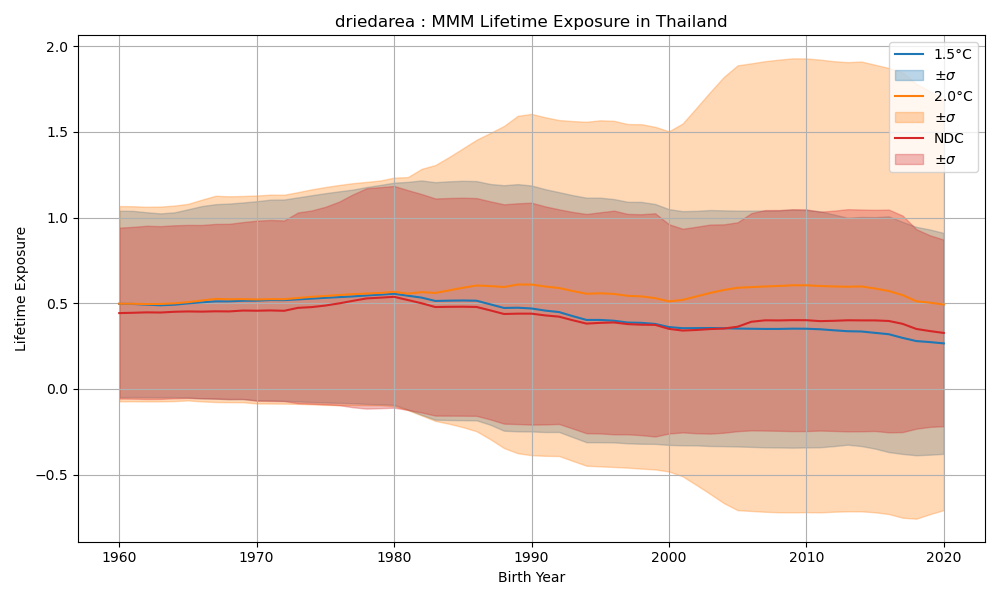 driedarea : MMM Lifetime Exposure in Thailand
2.0
1.5
1.0
0.5
0.0
−0.5
Lifetime Exposure
1960
1970
1980
1990
2000
2010
2020
Birth Year
1.5°C
±σ
2.0°C
±σ
NDC
±σ